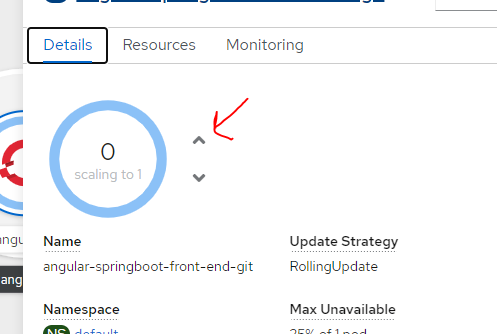 Details Resources Monitoring
0
scaling to 1
Name
angular-springboot-front-end-git
Update Strategy
RollingUpdate
Namespace
NS default
Max Unavailable
25% of 1 pod
angu
ang